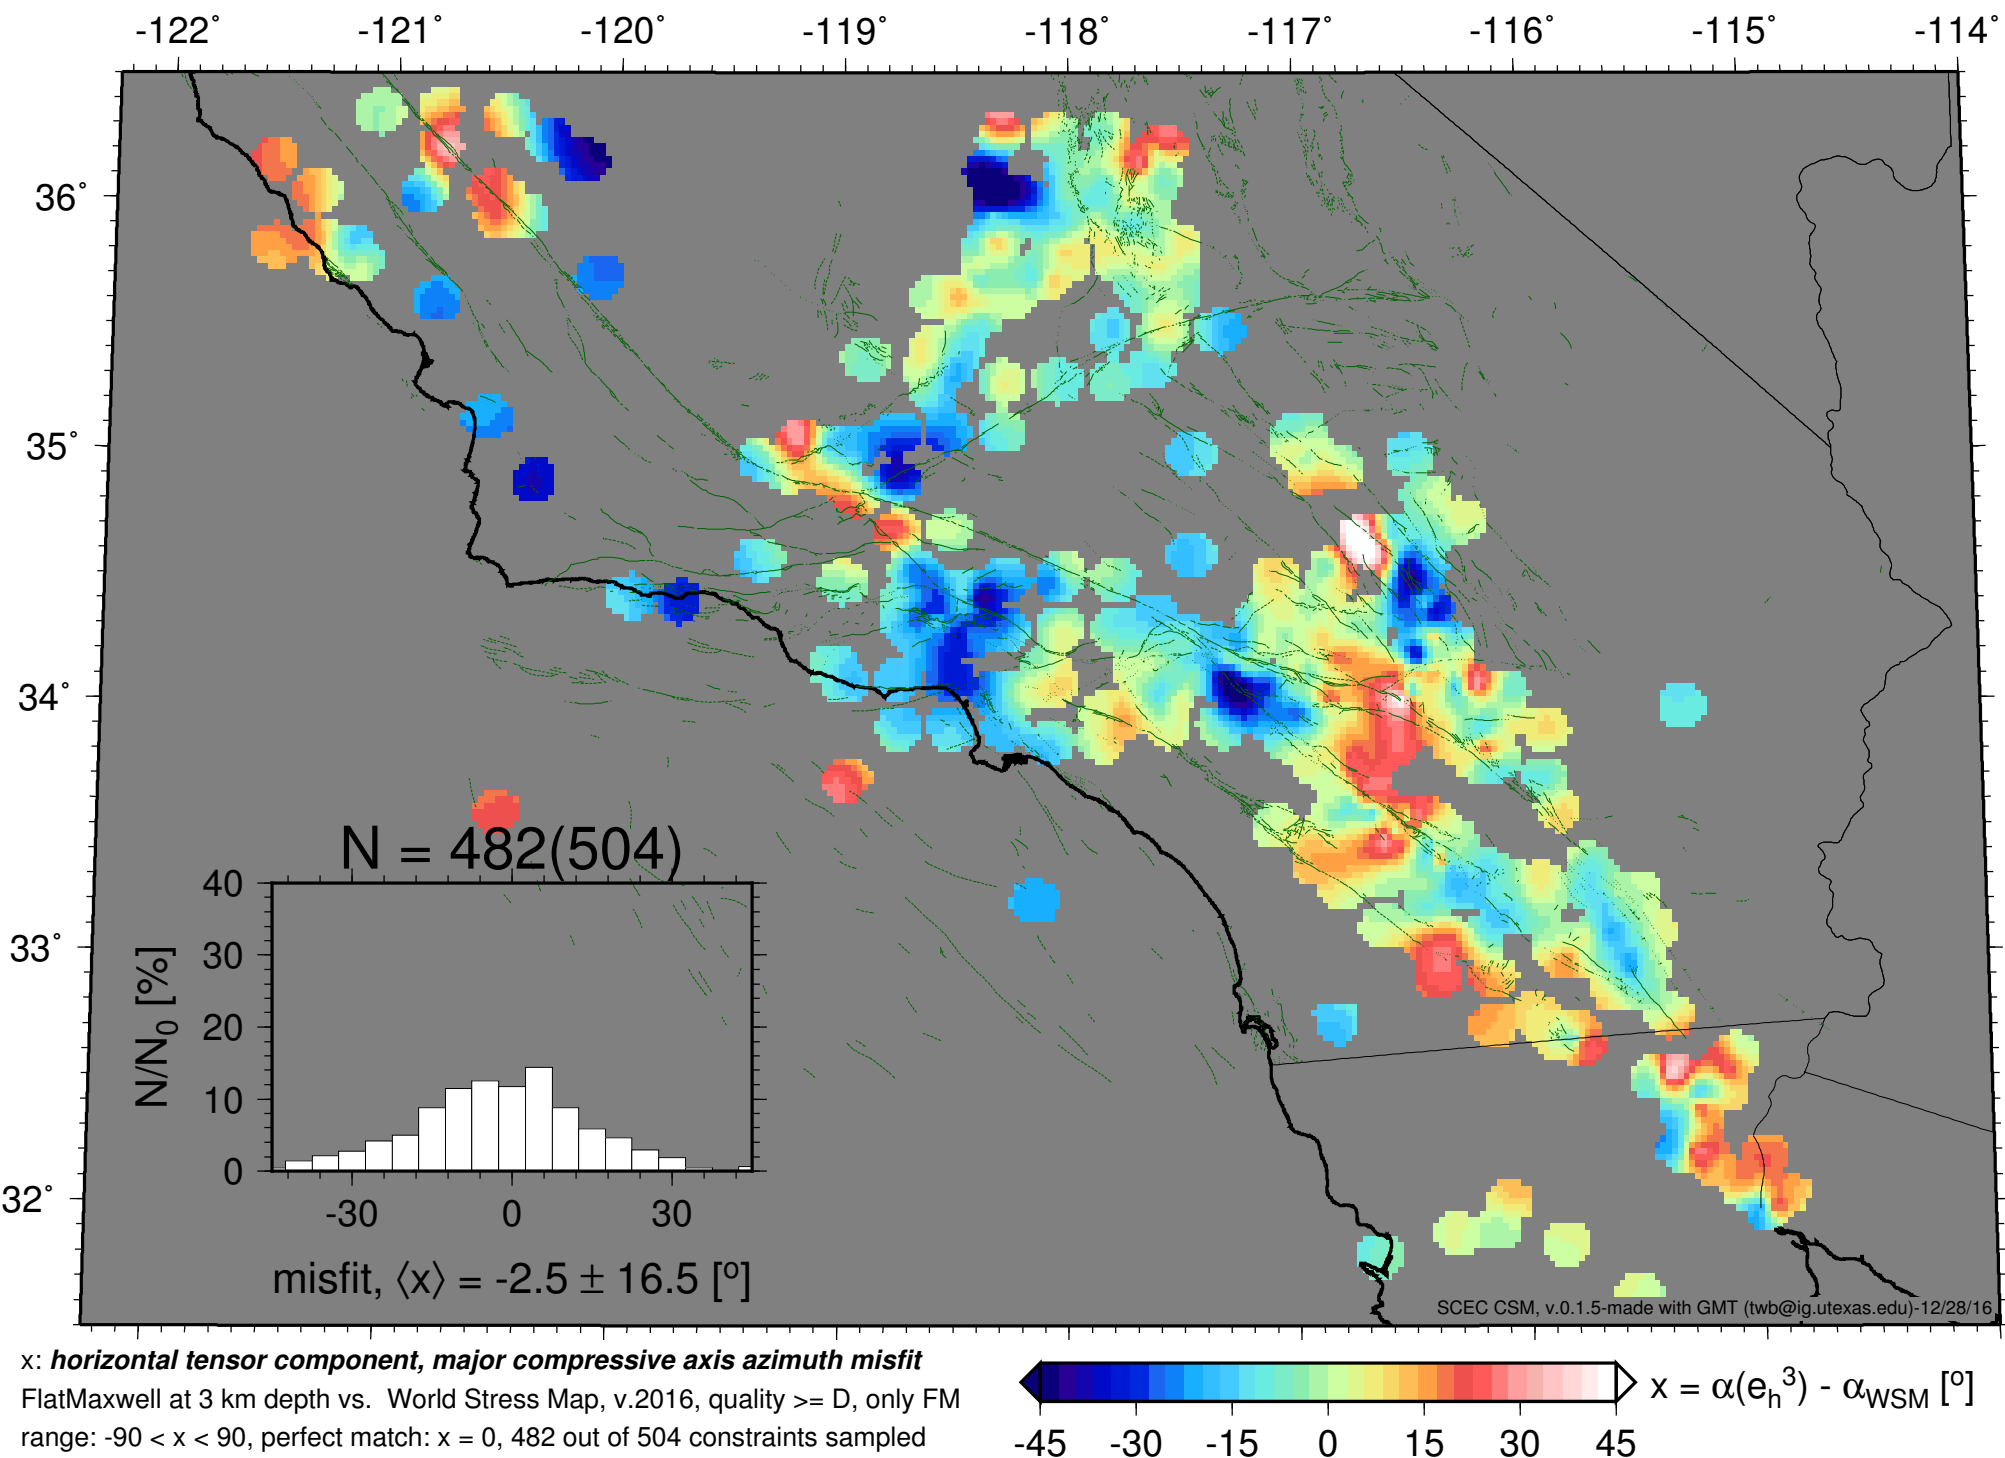 -122° -121° -120° -119° -118° -117° -116° -115° -114°
36°
35°
34°
33°
32°
N = 482(504)
40
30
20
10
0
N/N0 [%]
-30 0 30
misfit, ⟨x⟩ = -2.5 ± 16.5 [º]
SCEC CSM, v.0.1.5-made with GMT (twb@ig.utexas.edu)-12/28/16
x: horizontal tensor component, major compressive axis azimuth misfit
FlatMaxwell at 3 km depth vs. World Stress Map, v.2016, quality >= D, only FM
range: -90 < x < 90, perfect match: x = 0, 482 out of 504 constraints sampled
x = α(eh3) - αWSM [º]
-45 -30 -15 0 15 30 45